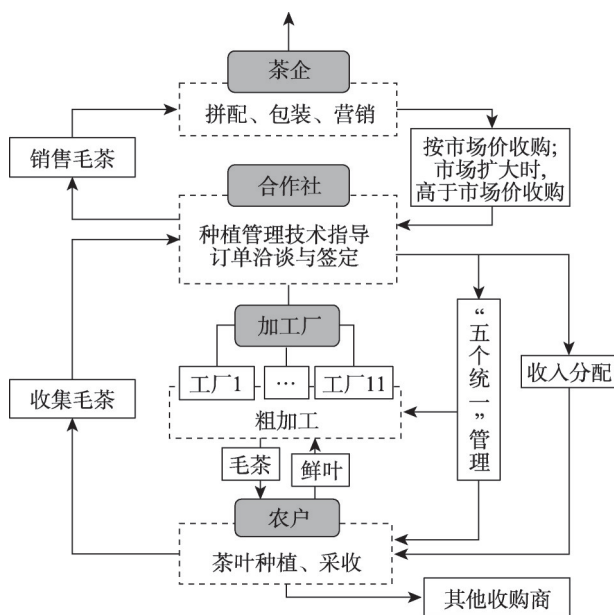 茶企
拼配、包装、营销
销售毛茶
按市场价收购;
市场扩大时,
高于市场价收购
合作社
种植管理技术指导
订单洽谈与签定
加工厂
工厂1
…
工厂11
粗加工
“五个统一”管理
收入分配
收集毛茶
毛茶
鲜叶
农户
茶叶种植、采收
其他收购商